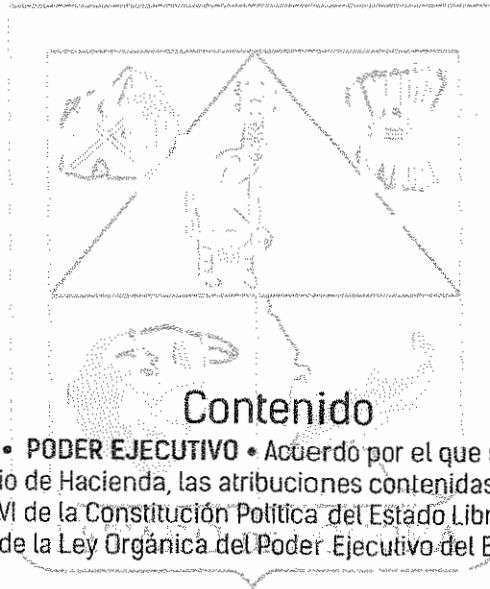 Contenido
• PODER EJECUTIVO • Acuerdo por el que
io de Hacienda, las atribuciones contenidas
VI de la Constitución Política del Estado Libr
de la Ley Orgánica del Poder Ejecutivo del E